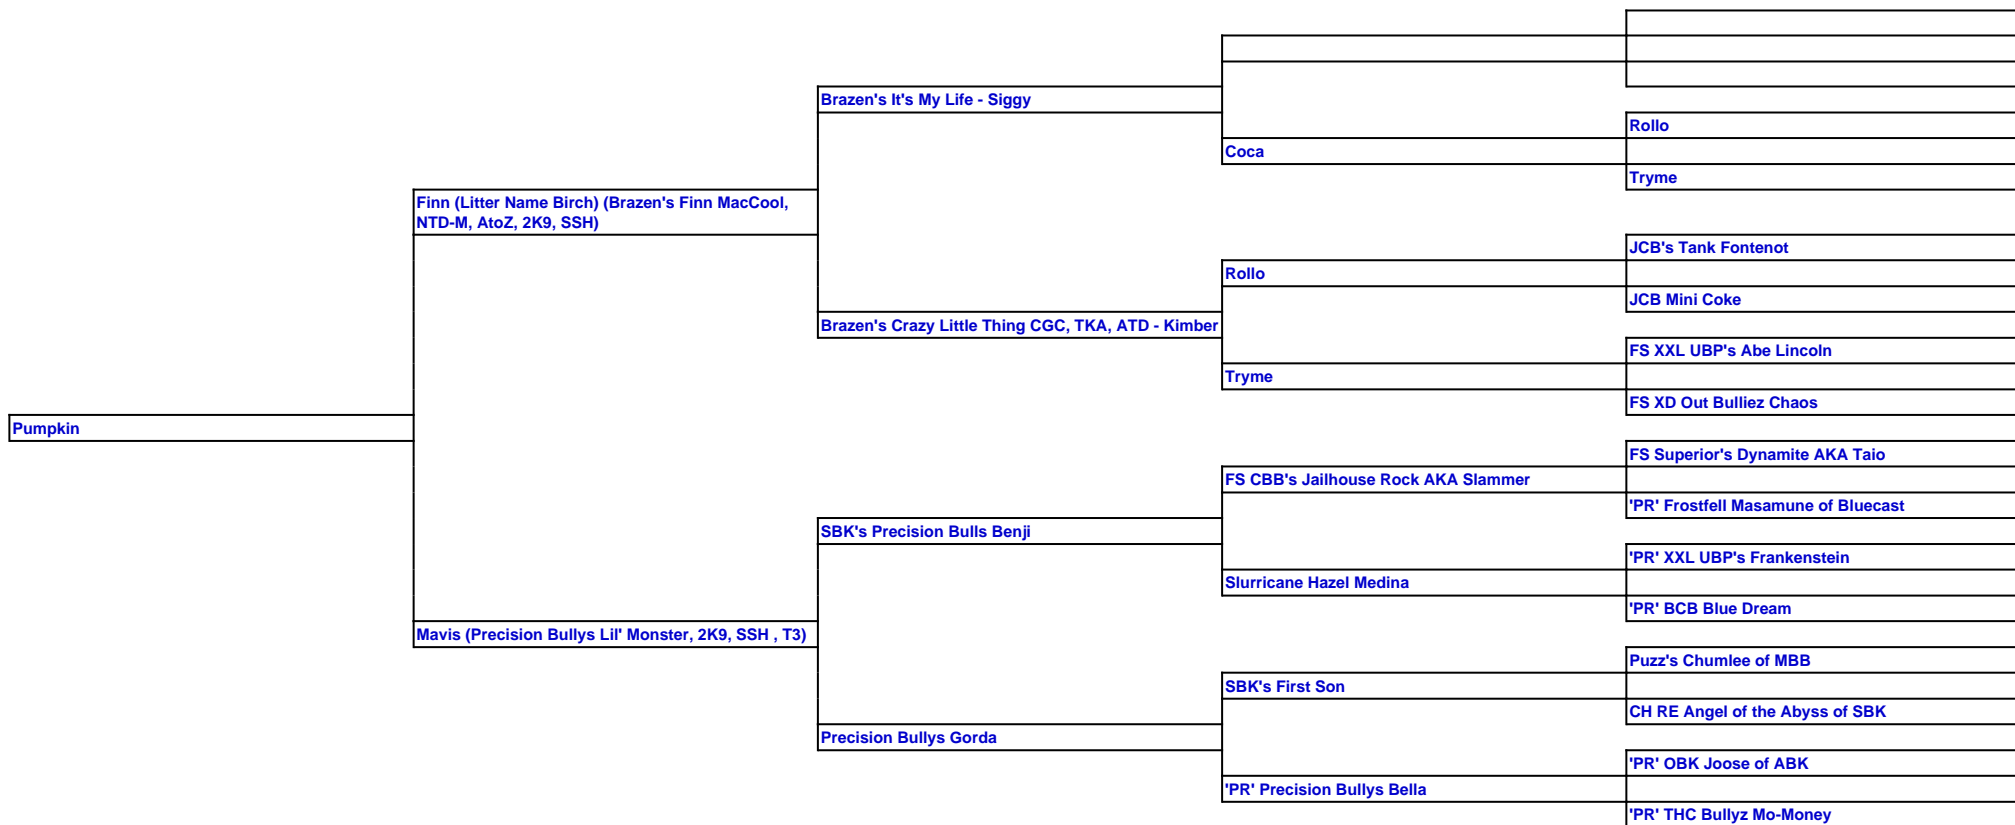 Brazen's It's My Life - Siggy
Rollo
Coca
Tryme
Finn (Litter Name Birch) (Brazen's Finn MacCool,
NTD-M, AtoZ, 2K9, SSH)
JCB's Tank Fontenot
Rollo
JCB Mini Coke
Brazen's Crazy Little Thing CGC, TKA, ATD - Kimber
FS XXL UBP's Abe Lincoln
Tryme
FS XD Out Bulliez Chaos
Pumpkin
FS Superior's Dynamite AKA Taio
FS CBB's Jailhouse Rock AKA Slammer
'PR' Frostfell Masamune of Bluecast
SBK's Precision Bulls Benji
'PR' XXL UBP's Frankenstein
Slurricane Hazel Medina
'PR' BCB Blue Dream
Mavis (Precision Bullys Lil' Monster, 2K9, SSH , T3)
Puzz's Chumlee of MBB
SBK's First Son
CH RE Angel of the Abyss of SBK
Precision Bullys Gorda
'PR' OBK Joose of ABK
'PR' Precision Bullys Bella
'PR' THC Bullyz Mo-Money